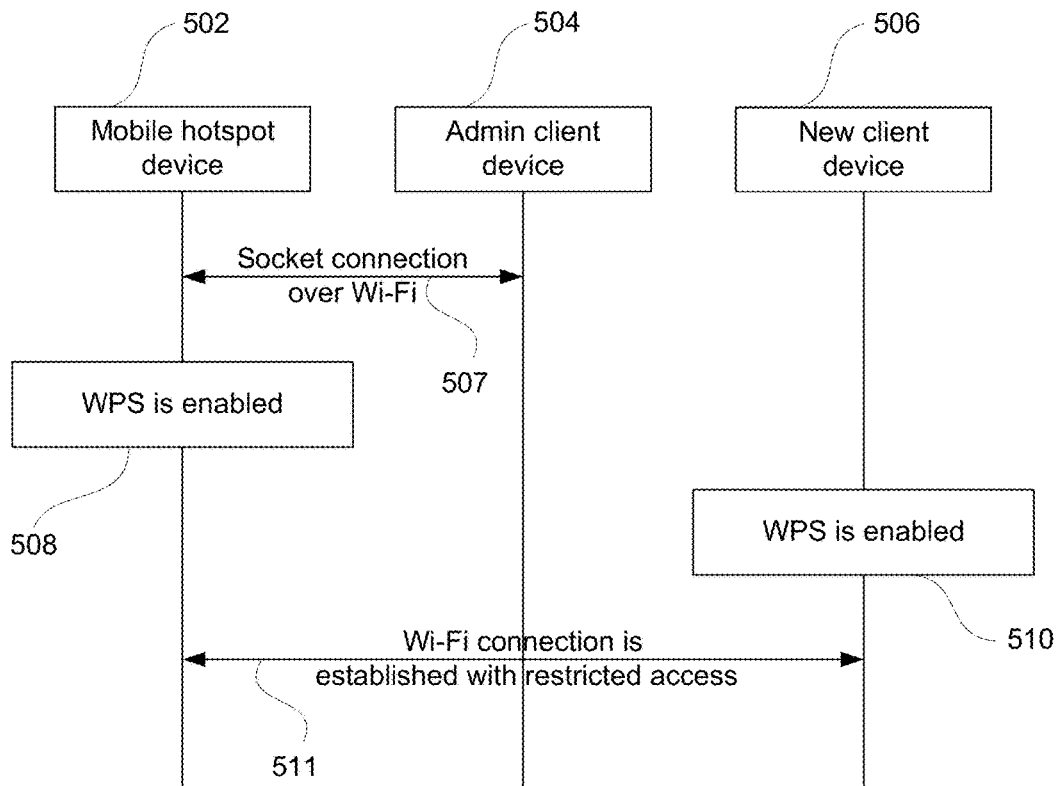 502
504
506
Mobile hotspot
device
Admin client
device
New client
device
Socket connection
over Wi-Fi
507
WPS is enabled
508
WPS is enabled
510
Wi-Fi connection is
established with restricted access
511